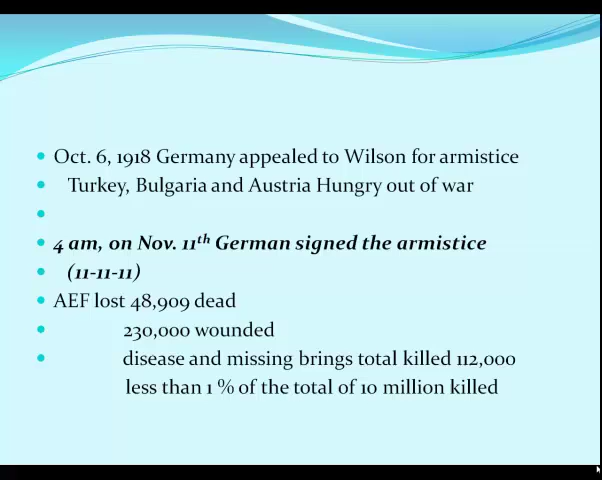 Oct. 6, 1918 Germany appealed to Wilson for armistice
Turkey, Bulgaria and Austria Hungry out of war
4 am, on Nov. 11th German signed the armistice
(11-11-11)
AEF lost 48,909 dead
230,000 wounded
disease and missing brings total killed 112,000
less than 1 % of the total of 10 million killed